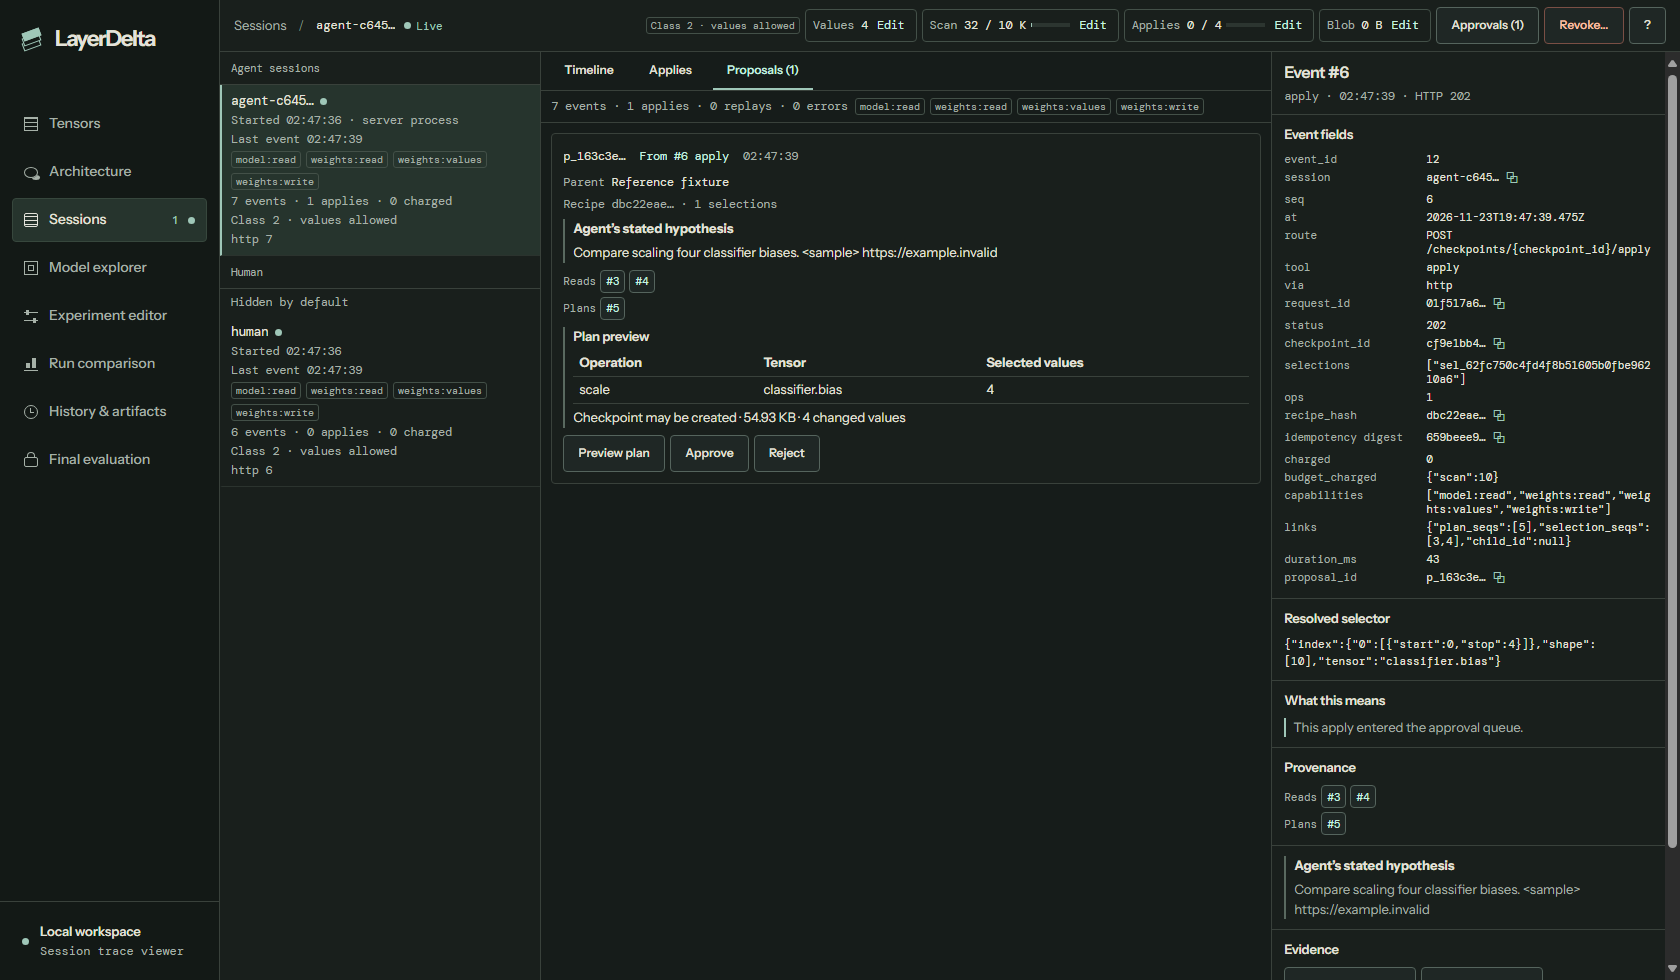 LayerDelta
Tensors
Architecture
Sessions 1
Model explorer
Experiment editor
Run comparison
History & artifacts
Final evaluation
Local workspace
Session trace viewer
Sessions / agent-c645… Live
Class 2 · values allowed
Values 4 Edit
Scan 32 / 10 K Edit
Applies 0 / 4 Edit
Blob 0 B Edit
Approvals (1)
Revoke…
?
Agent sessions
agent-c645…
Started 02:47:36 · server process
Last event 02:47:39
model:read weights:read weights:values
weights:write
7 events · 1 applies · 0 charged
Class 2 · values allowed
http 7
Human
Hidden by default
human
Started 02:47:36
Last event 02:47:39
model:read weights:read weights:values
weights:write
6 events · 0 applies · 0 charged
Class 2 · values allowed
http 6
Timeline Applies Proposals (1)
7 events · 1 applies · 0 replays · 0 errors model:read weights:read weights:values weights:write
p_163c3e… From #6 apply 02:47:39
Parent Reference fixture
Recipe dbc22eae… · 1 selections
Agent's stated hypothesis
Compare scaling four classifier biases. <sample> https://example.invalid
Reads #3 #4
Plans #5
Plan preview
Operation Tensor Selected values
scale classifier.bias 4
Checkpoint may be created · 54.93 KB · 4 changed values
Preview plan Approve Reject
Event #6
apply · 02:47:39 · HTTP 202
Event fields
event_id 12
session agent-c645…
seq 6
at 2026-11-23T19:47:39.475Z
route POST
/checkpoints/{checkpoint_id}/apply
tool apply
via http
request_id 01f517a6…
status 202
checkpoint_id cf9e1bb4…
selections ["sel_62fc750c4fd4f8b51605b0fbe962
10a6"]
ops 1
recipe_hash dbc22eae…
idempotency digest 659beee9…
charged 0
budget_charged {"scan":10}
capabilities ["model:read","weights:read","weig
hts:values","weights:write"]
links {"plan_seqs":[5],"selection_seqs":
[3,4],"child_id":null}
duration_ms 43
proposal_id p_163c3e…
Resolved selector
{"index":{"0":[{"start":0,"stop":4}]},"shape":
[10],"tensor":"classifier.bias"}
What this means
This apply entered the approval queue.
Provenance
Reads #3 #4
Plans #5
Agent's stated hypothesis
Compare scaling four classifier biases. <sample>
https://example.invalid
Evidence